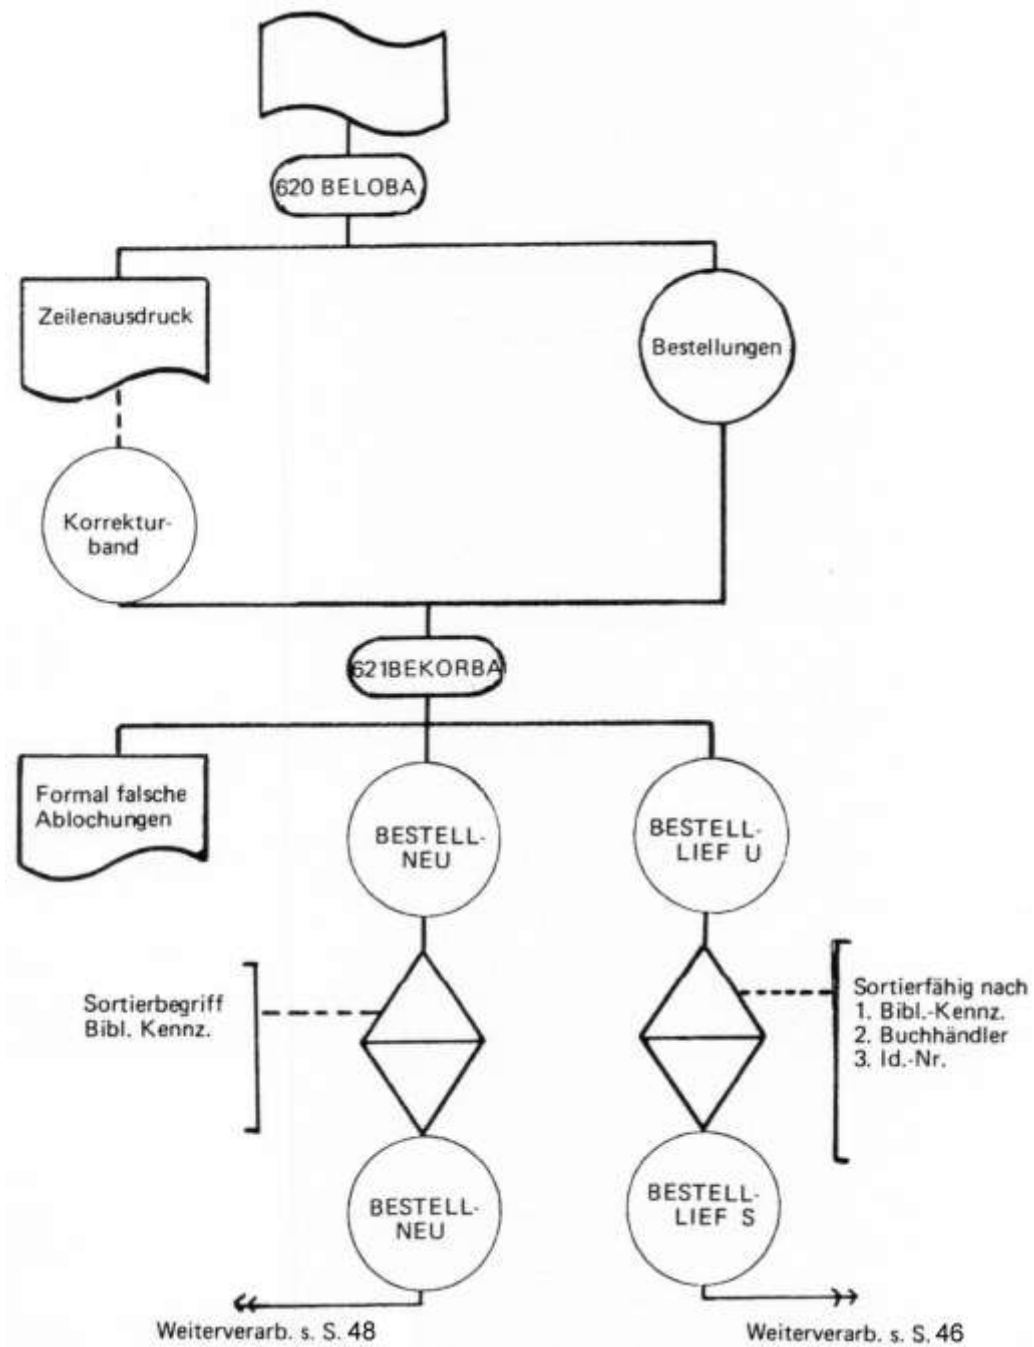 620 BELOBA
Zeilenausdruck
Bestellungen
Korrektur-
band
621BEKORBA
Formal falsche
Ablochungen
BESTELL-
NEU
BESTELL-
LIEF U
Sortierbegriff
Bibl. Kennz.
Sortierfähig nach
1. Bibl.-Kennz.
2. Buchhändler
3. Id.-Nr.
BESTELL-
NEU
BESTELL-
LIEF S
Weiterverarb. s. S. 48
Weiterverarb. s. S. 46